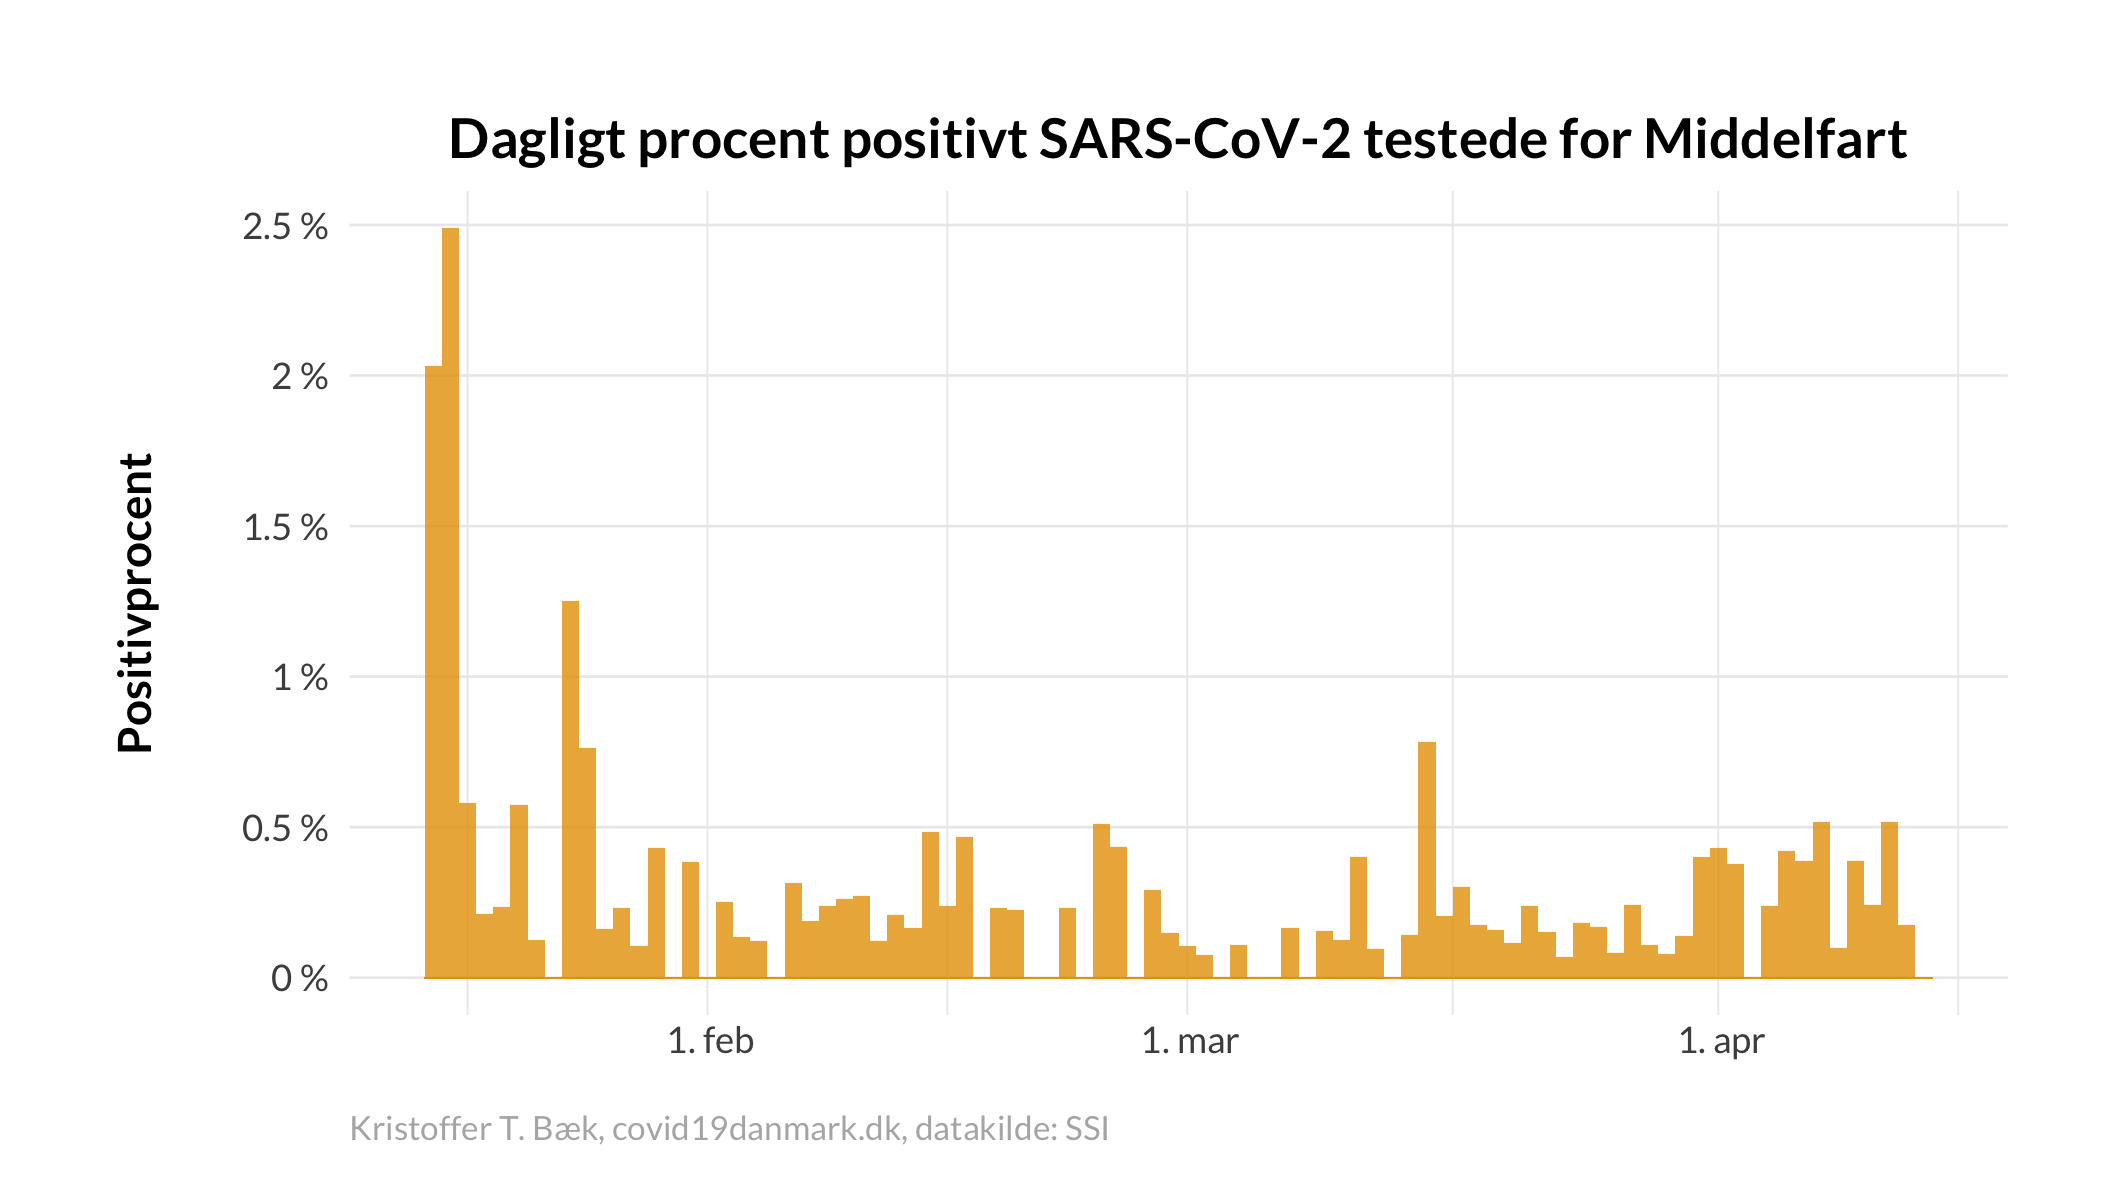 Dagligt procent positivt SARS-CoV-2 testede for Middelfart
Positivprocent
2.5 %
2 %
1.5 %
1 %
0.5 %
0 %
1. feb
1. mar
1. apr
Kristoffer T. Bæk, covid19danmark.dk, datakilde: SSI